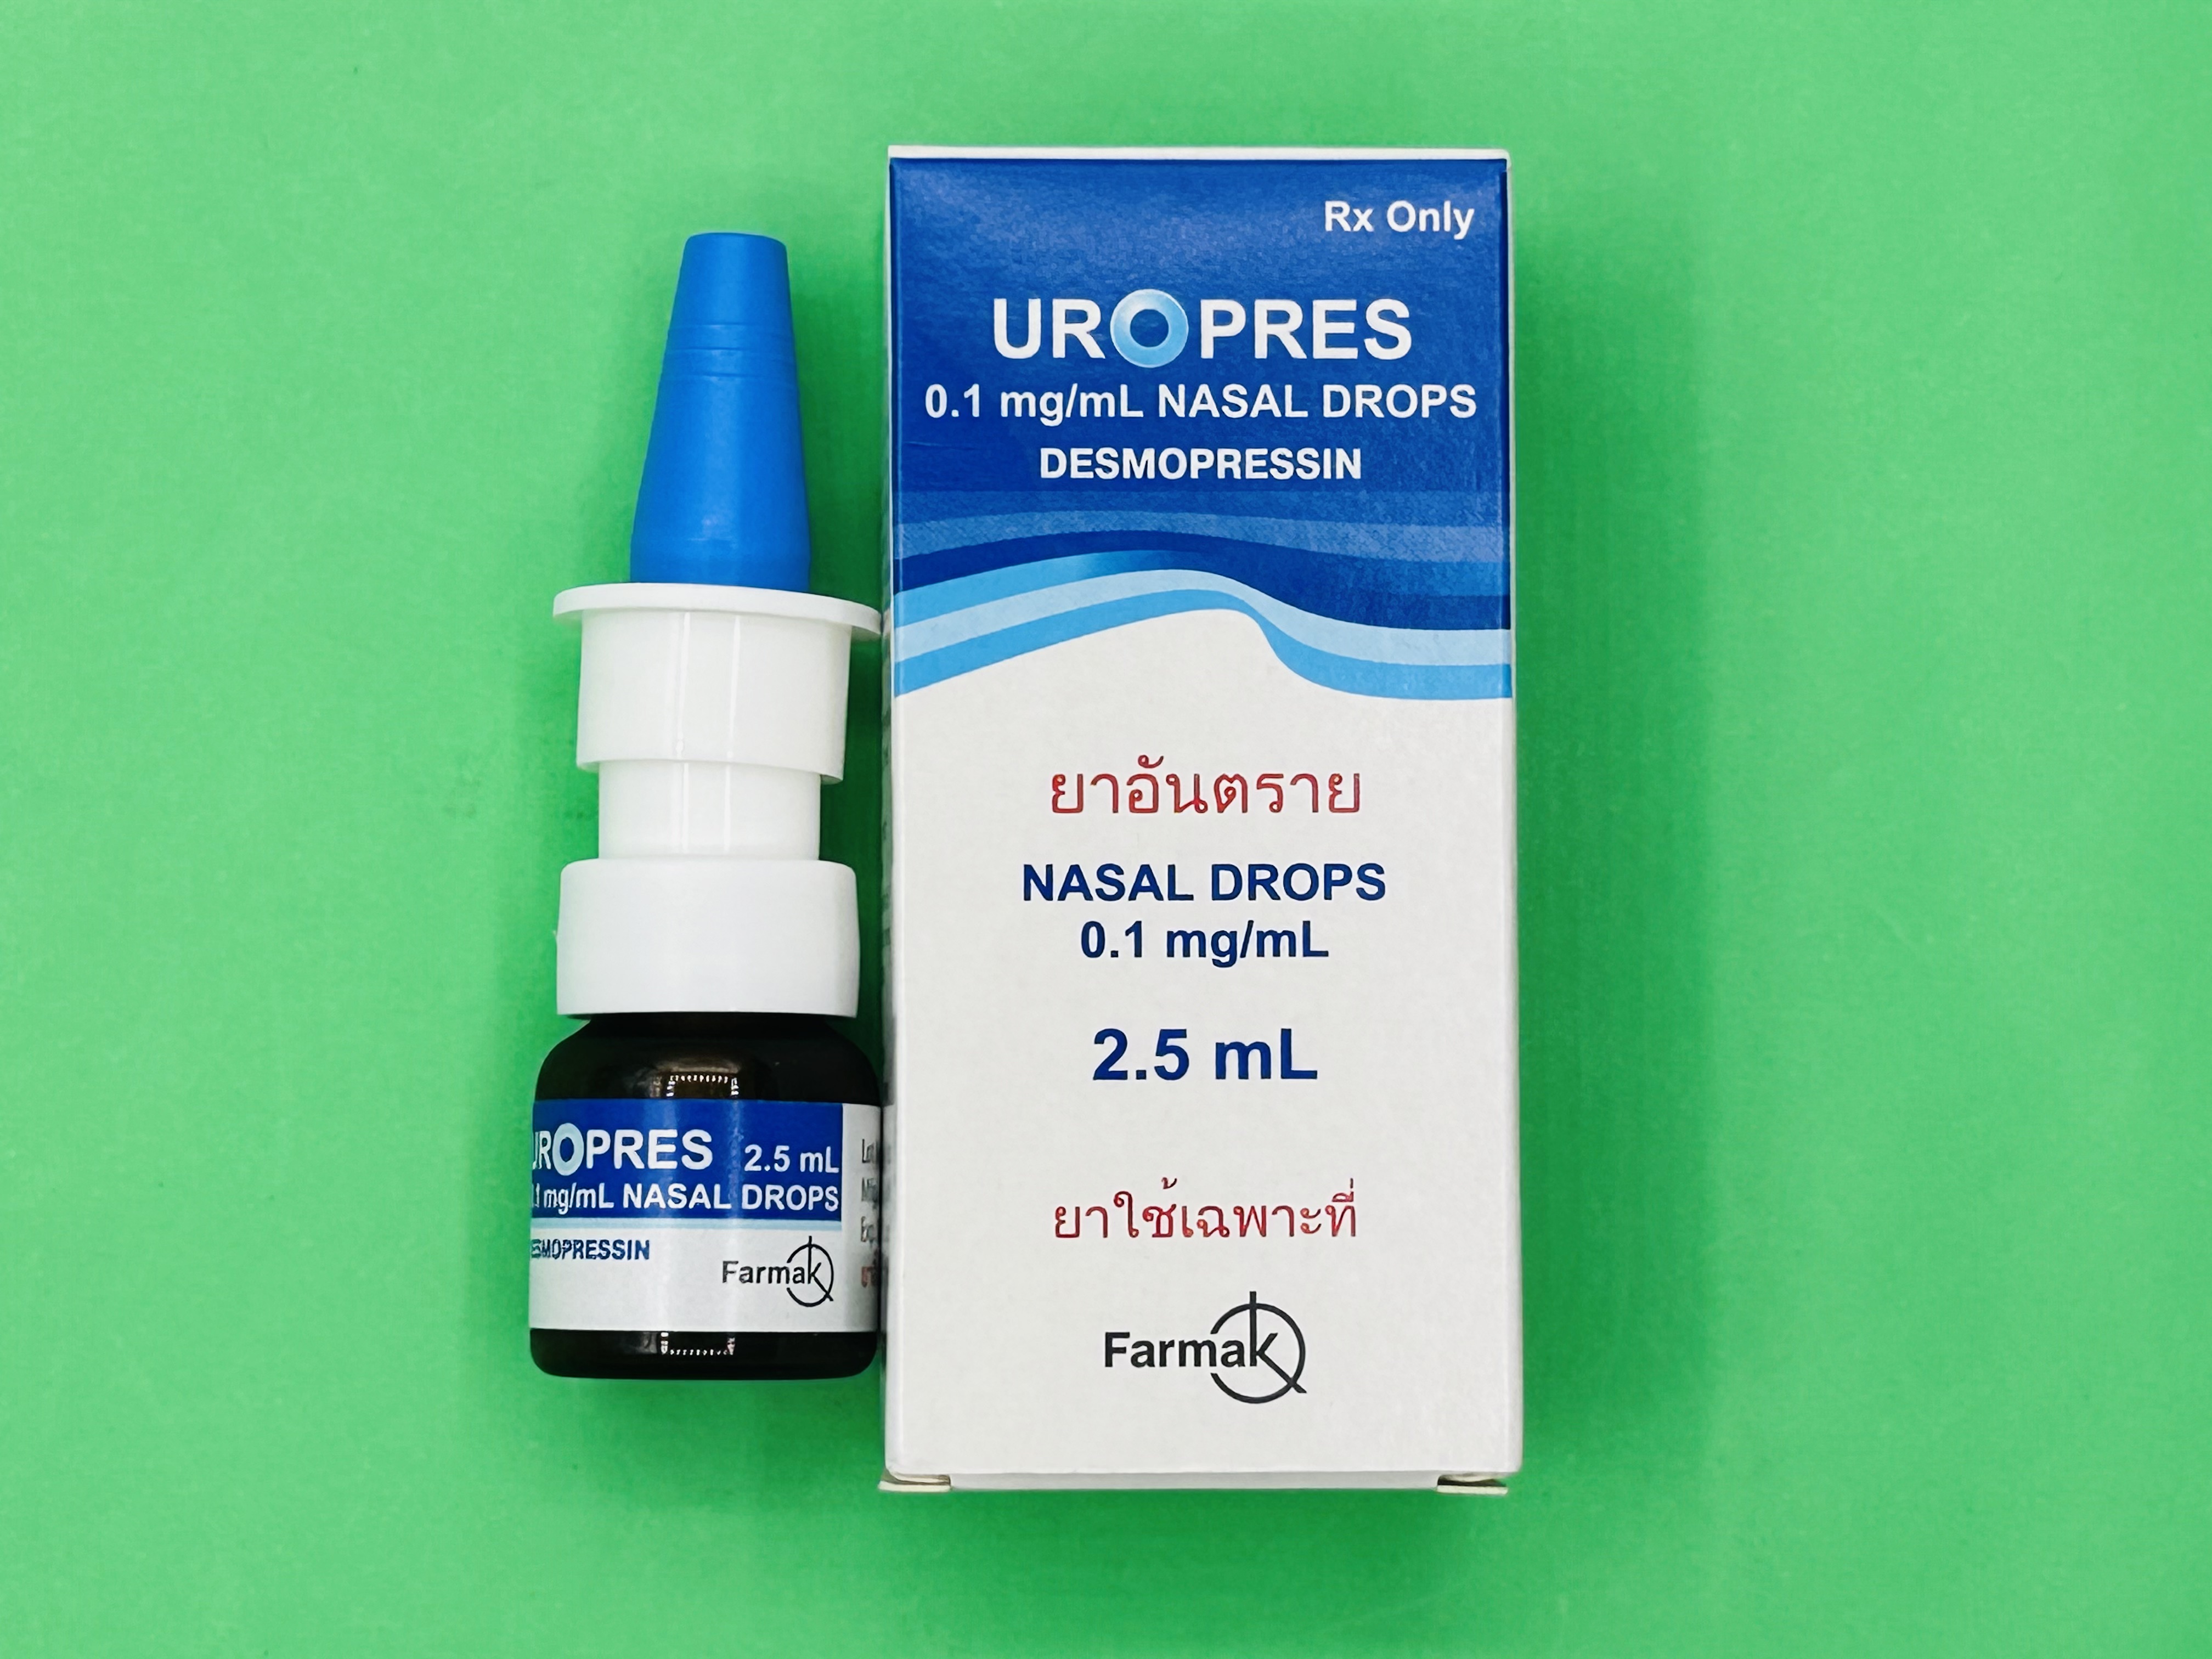 Rx Only
UROPRES
0.1 mg/mL NASAL DROPS
DESMOPRESSIN
ยาอันตราย
NASAL DROPS
0.1 mg/mL
2.5 mL
ยาใช้เฉพาะที่
Farmak
UROPRES 2.5 mL
mg/mL NASAL DROPS
Farmak